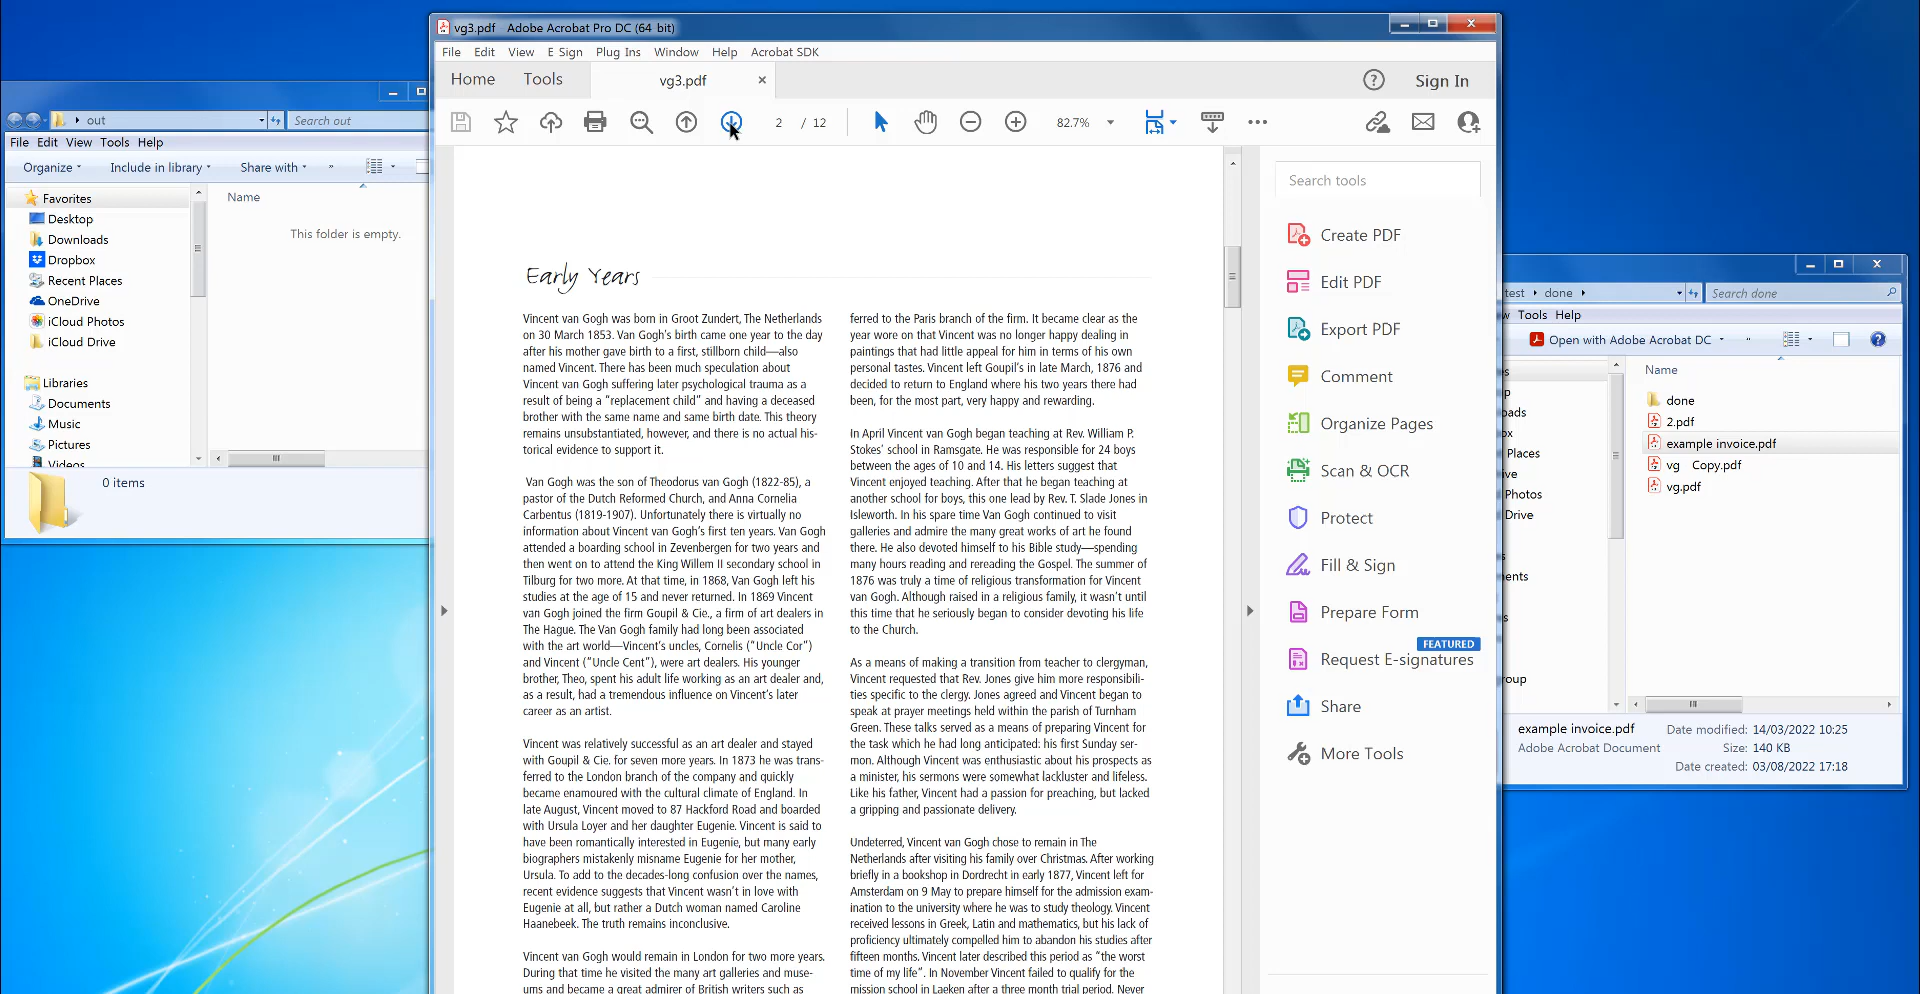 vg3.pdf   Adobe Acrobat Pro DC (64 bit)
File Edit View E Sign Plug Ins Window Help Acrobat SDK
Home Tools vg3.pdf Sign In
2 / 12 82.7%
out Search out
File Edit View Tools Help
Organize Include in library Share with »
Favorites
Desktop
Downloads
Dropbox
Recent Places
OneDrive
iCloud Photos
iCloud Drive
Libraries
Documents
Music
Pictures
Videos
Name
This folder is empty.
0 items
Early Years
Vincent van Gogh was born in Groot Zundert, The Netherlands
on 30 March 1853. Van Gogh's birth came one year to the day
after his mother gave birth to a first, stillborn child—also
named Vincent. There has been much speculation about
Vincent van Gogh suffering later psychological trauma as a
result of being a “replacement child” and having a deceased
brother with the same name and same birth date. This theory
remains unsubstantiated, however, and there is no actual his-
torical evidence to support it.
Van Gogh was the son of Theodorus van Gogh (1822-85), a
pastor of the Dutch Reformed Church, and Anna Cornelia
Carbentus (1819-1907). Unfortunately there is virtually no
information about Vincent van Gogh's first ten years. Van Gogh
attended a boarding school in Zevenbergen for two years and
then went on to attend the King Willem II secondary school in
Tilburg for two more. At that time, in 1868, Van Gogh left his
studies at the age of 15 and never returned. In 1869 Vincent
van Gogh joined the firm Goupil & Cie., a firm of art dealers in
The Hague. The Van Gogh family had long been associated
with the art world—Vincent's uncles, Cornelis (“Uncle Cor”)
and Vincent (“Uncle Cent”), were art dealers. His younger
brother, Theo, spent his adult life working as an art dealer and,
as a result, had a tremendous influence on Vincent's later
career as an artist.
Vincent was relatively successful as an art dealer and stayed
with Goupil & Cie. for seven more years. In 1873 he was trans-
ferred to the London branch of the company and quickly
became enamoured with the cultural climate of England. In
late August, Vincent moved to 87 Hackford Road and boarded
with Ursula Loyer and her daughter Eugenie. Vincent is said to
have been romantically interested in Eugenie, but many early
biographers mistakenly misname Eugenie for her mother,
Ursula. To add to the decades-long confusion over the names,
recent evidence suggests that Vincent wasn't in love with
Eugenie at all, but rather a Dutch woman named Caroline
Haanebeek. The truth remains inconclusive.
Vincent van Gogh would remain in London for two more years.
During that time he visited the many art galleries and muse-
ums and became a great admirer of British writers such as
ferred to the Paris branch of the firm. It became clear as the
year wore on that Vincent was no longer happy dealing in
paintings that had little appeal for him in terms of his own
personal tastes. Vincent left Goupil's in late March, 1876 and
decided to return to England where his two years there had
been, for the most part, very happy and rewarding.
In April Vincent van Gogh began teaching at Rev. William P.
Stokes' school in Ramsgate. He was responsible for 24 boys
between the ages of 10 and 14. His letters suggest that
Vincent enjoyed teaching. After that he began teaching at
another school for boys, this one lead by Rev. T. Slade Jones in
Isleworth. In his spare time Van Gogh continued to visit
galleries and admire the many great works of art he found
there. He also devoted himself to his Bible study—spending
many hours reading and rereading the Gospel. The summer of
1876 was truly a time of religious transformation for Vincent
van Gogh. Although raised in a religious family, it wasn't until
this time that he seriously began to consider devoting his life
to the Church.
As a means of making a transition from teacher to clergyman,
Vincent requested that Rev. Jones give him more responsibili-
ties specific to the clergy. Jones agreed and Vincent began to
speak at prayer meetings held within the parish of Turnham
Green. These talks served as a means of preparing Vincent for
the task which he had long anticipated: his first Sunday ser-
mon. Although Vincent was enthusiastic about his prospects as
a minister, his sermons were somewhat lackluster and lifeless.
Like his father, Vincent had a passion for preaching, but lacked
a gripping and passionate delivery.
Undeterred, Vincent van Gogh chose to remain in The
Netherlands after visiting his family over Christmas. After working
briefly in a bookshop in Dordrecht in early 1877, Vincent left for
Amsterdam on 9 May to prepare himself for the admission exam-
ination to the university where he was to study theology. Vincent
received lessons in Greek, Latin and mathematics, but his lack of
proficiency ultimately compelled him to abandon his studies after
fifteen months. Vincent later described this period as “the worst
time of my life”. In November Vincent failed to qualify for the
mission school in Laeken after a three month trial period. Never
Search tools
Create PDF
Edit PDF
Export PDF
Comment
Organize Pages
Scan & OCR
Protect
Fill & Sign
Prepare Form
FEATURED
Request E-signatures
Share
More Tools
test done Search done
w Tools Help
Open with Adobe Acrobat DC »
s
p
oads
ox
Places
ve
Photos
Drive
ents
s
oup
Name
done
2.pdf
example invoice.pdf
vg   Copy.pdf
vg.pdf
example invoice.pdf Date modified: 14/03/2022 10:25
Adobe Acrobat Document Size: 140 KB
Date created: 03/08/2022 17:18